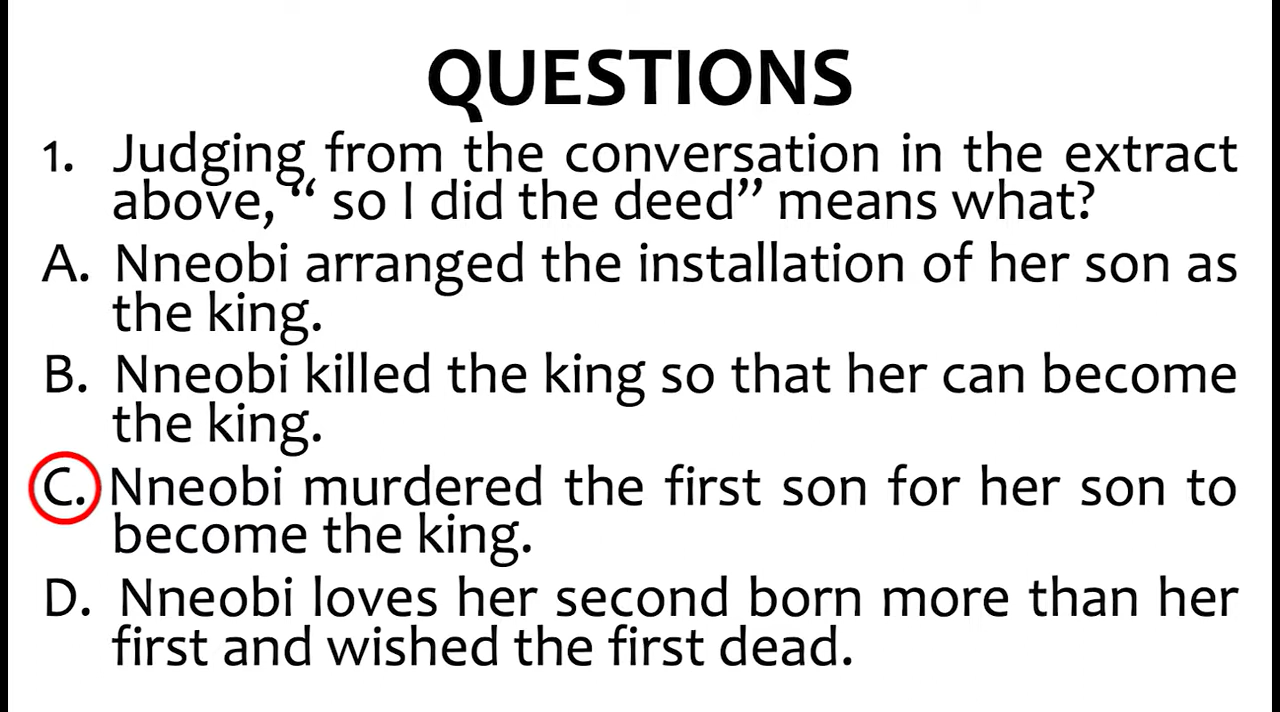 QUESTIONS
1. Judging from the conversation in the extract
above, “ so I did the deed” means what?
A. Nneobi arranged the installation of her son as
the king.
B. Nneobi killed the king so that her can become
the king.
C. Nneobi murdered the first son for her son to
become the king.
D. Nneobi loves her second born more than her
first and wished the first dead.